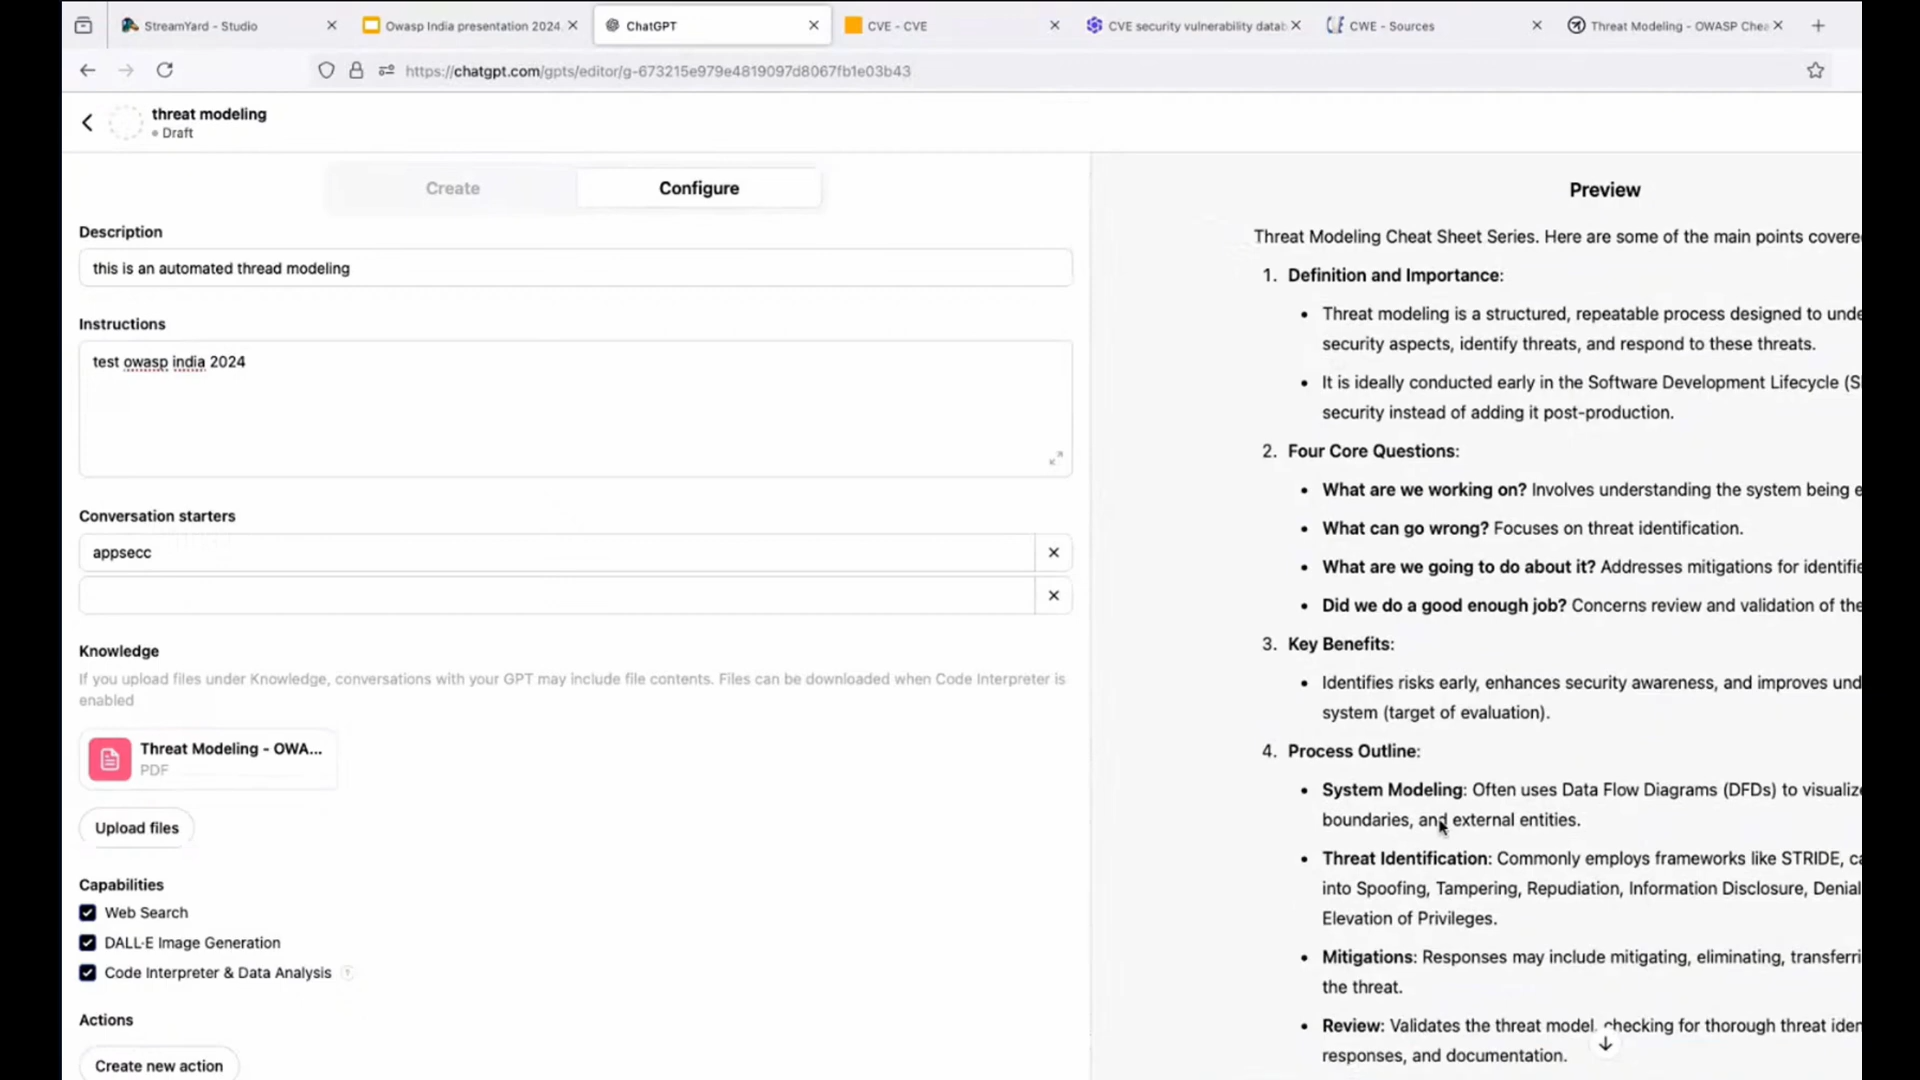 StreamYard - Studio
Owasp India presentation 2024
ChatGPT
CVE - CVE
CVE security vulnerability datab
CWE - Sources
Threat Modeling - OWASP Chea
https://chatgpt.com/gpts/editor/g-673215e979e4819097d8067fb1e03b43
threat modeling
Draft
Create
Configure
Description
this is an automated thread modeling
Instructions
test owasp india 2024
Conversation starters
appsecc
Knowledge
If you upload files under Knowledge, conversations with your GPT may include file contents. Files can be downloaded when Code Interpreter is
enabled
Threat Modeling - OWA...
PDF
Upload files
Capabilities
Web Search
DALL·E Image Generation
Code Interpreter & Data Analysis ?
Actions
Create new action
Preview
Threat Modeling Cheat Sheet Series. Here are some of the main points covere
1. Definition and Importance:
• Threat modeling is a structured, repeatable process designed to unde
security aspects, identify threats, and respond to these threats.
• It is ideally conducted early in the Software Development Lifecycle (S
security instead of adding it post-production.
2. Four Core Questions:
• What are we working on? Involves understanding the system being e
• What can go wrong? Focuses on threat identification.
• What are we going to do about it? Addresses mitigations for identifie
• Did we do a good enough job? Concerns review and validation of the
3. Key Benefits:
• Identifies risks early, enhances security awareness, and improves und
system (target of evaluation).
4. Process Outline:
• System Modeling: Often uses Data Flow Diagrams (DFDs) to visualize
boundaries, and external entities.
• Threat Identification: Commonly employs frameworks like STRIDE, ca
into Spoofing, Tampering, Repudiation, Information Disclosure, Denial
Elevation of Privileges.
• Mitigations: Responses may include mitigating, eliminating, transferri
the threat.
• Review: Validates the threat model, checking for thorough threat iden
responses, and documentation.